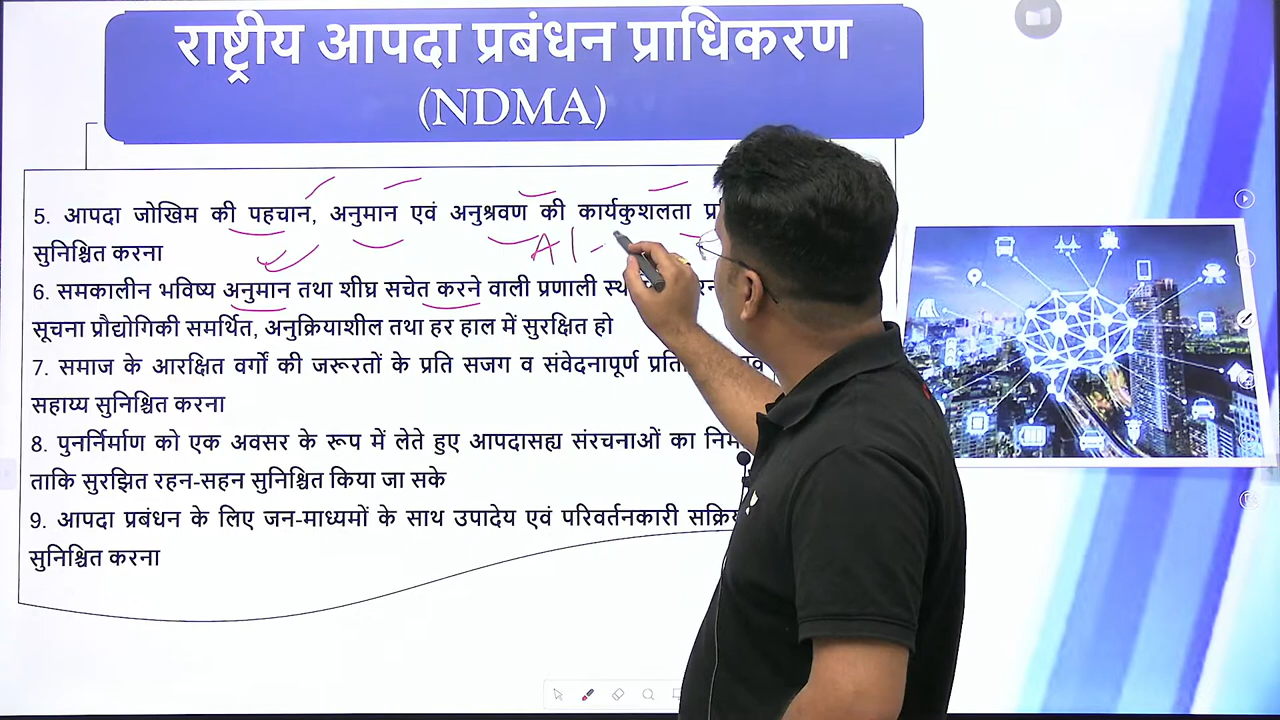 राष्ट्रीय आपदा प्रबंधन प्राधिकरण
(NDMA)
5. आपदा जोखिम की पहचान, अनुमान एवं अनुश्रवण की कार्यकुशलता
सुनिश्चित करना
AI -
6. समकालीन भविष्य अनुमान तथा शीघ्र सचेत करने वाली प्रणाली
सूचना प्रौद्योगिकी समर्थित, अनुक्रियाशील तथा हर हाल में सुरक्षित हो
7. समाज के आरक्षित वर्गों की जरूरतों के प्रति सजग व संवेदनापूर्ण
सहाय्य सुनिश्चित करना
8. पुनर्निर्माण को एक अवसर के रूप में लेते हुए आपदासह्य संरचनाओं का
ताकि सुरझित रहन-सहन सुनिश्चित किया जा सके
9. आपदा प्रबंधन के लिए जन-माध्यमों के साथ उपादेय एवं परिवर्तनकारी
सुनिश्चित करना